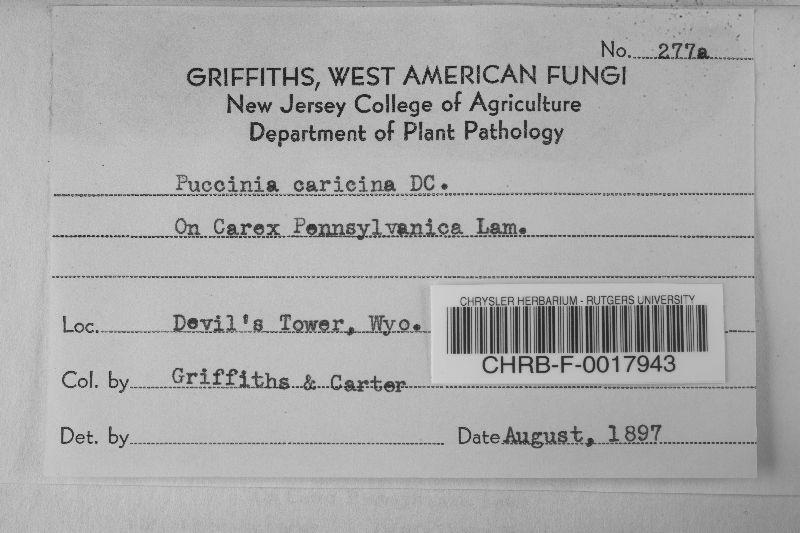 No. 277a
GRIFFITHS, WEST AMERICAN FUNGI
New Jersey College of Agriculture
Department of Plant Pathology
Puccinia caricina DC.
On Carex Pennsylvanica Lam.
Loc. Devil's Tower, Wyo.
CHRYSLER HERBARIUM - RUTGERS UNIVERSITY
CHRB-F-0017943
Col. by Griffiths & Carter
Det. by
Date August, 1897